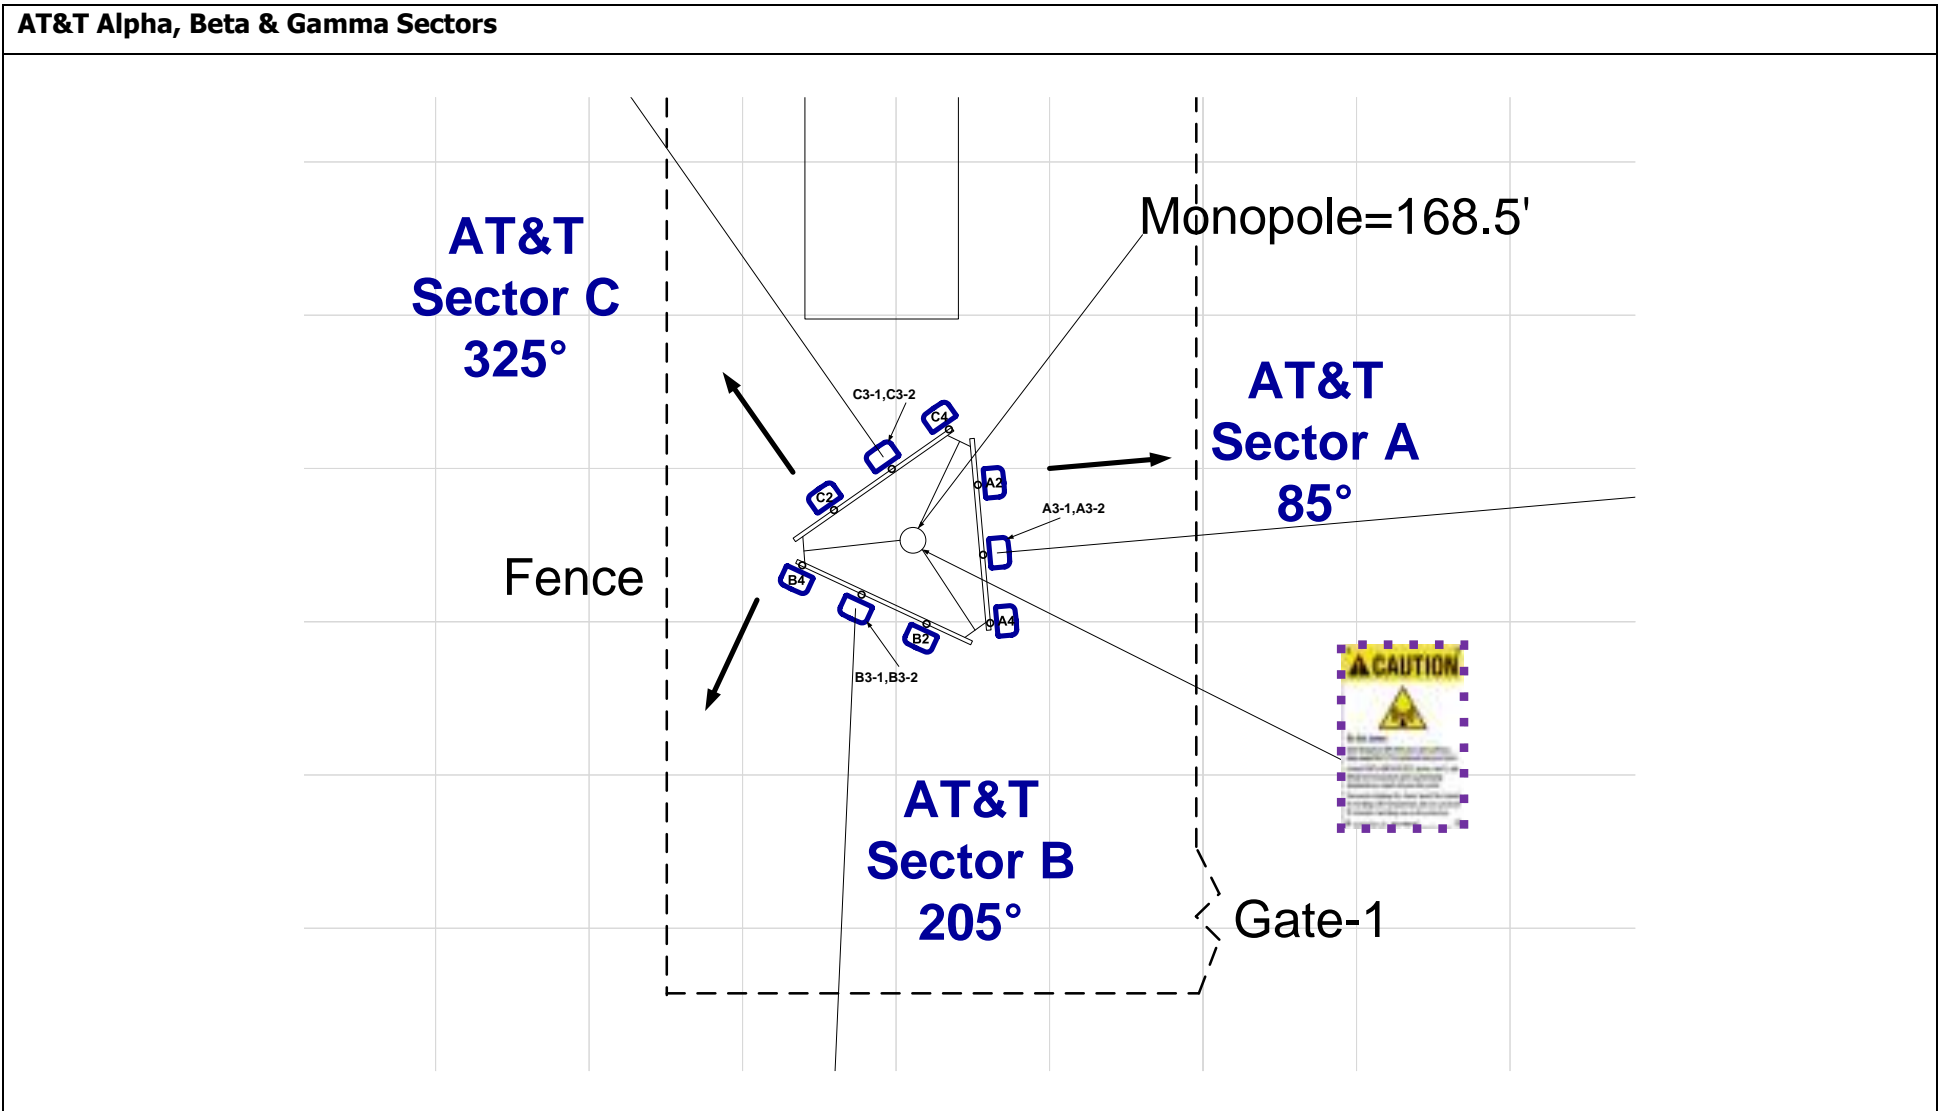 AT&T Alpha, Beta & Gamma Sectors
Monopole=168.5'
AT&T
Sector C
325°
AT&T
Sector A
85°
C3-1,C3-2
C4
C2
A2
A3-1,A3-2
A4
Fence
B4
B2
B3-1,B3-2
CAUTION
AT&T
Sector B
205°
Gate-1